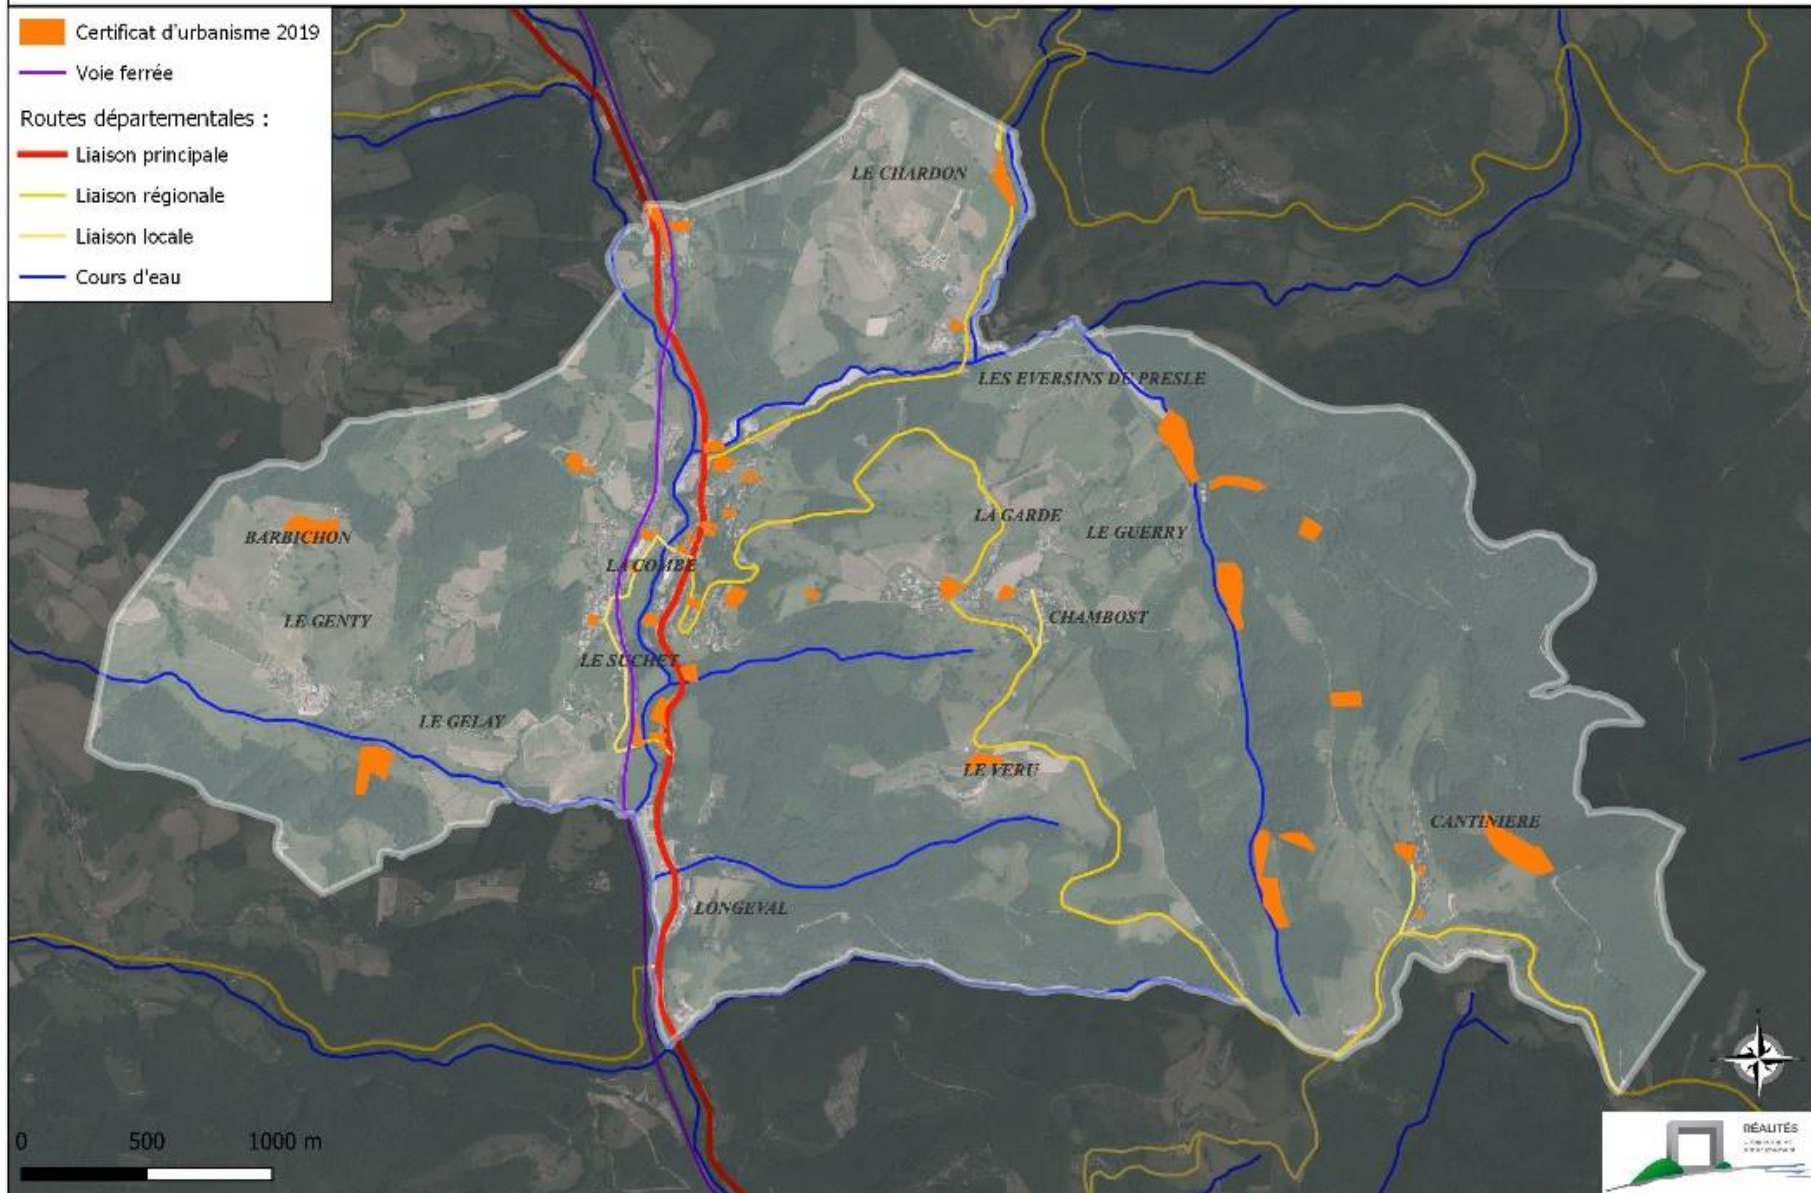 Certificat d'urbanisme 2019
Voie ferrée
Routes départementales :
Liaison principale
Liaison régionale
Liaison locale
Cours d'eau
LE CHARDON
LES EVERSINS DU PRESLE
LA GARDE
LE GUERRY
BARBICHON
LA COMBE
LE GENTY
CHAMBOST
LE SUCHET
LE GELAY
LE VERU
CANTINIERE
LONGEVAL
0 500 1000 m
RÉALITÉS